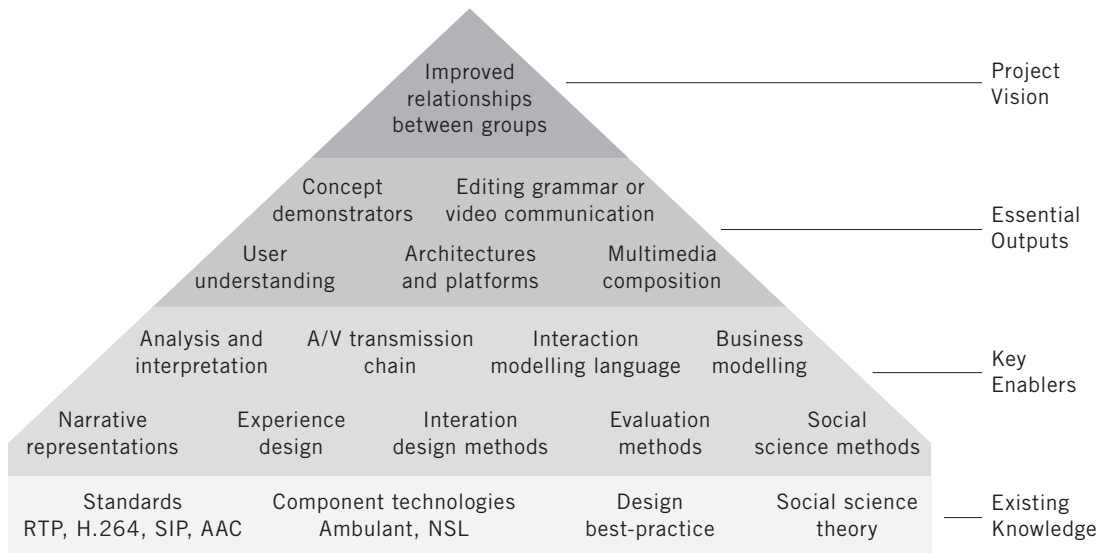 Improved
relationships
between groups
Project
Vision
Concept
demonstrators
Editing grammar or
video communication
User
understanding
Architectures
and platforms
Multimedia
composition
Essential
Outputs
Analysis and
interpretation
A/V transmission
chain
Interaction
modelling language
Business
modelling
Narrative
representations
Experience
design
Interation
design methods
Evaluation
methods
Social
science methods
Key
Enablers
Standards
RTP, H.264, SIP, AAC
Component technologies
Ambulant, NSL
Design
best-practice
Social science
theory
Existing
Knowledge